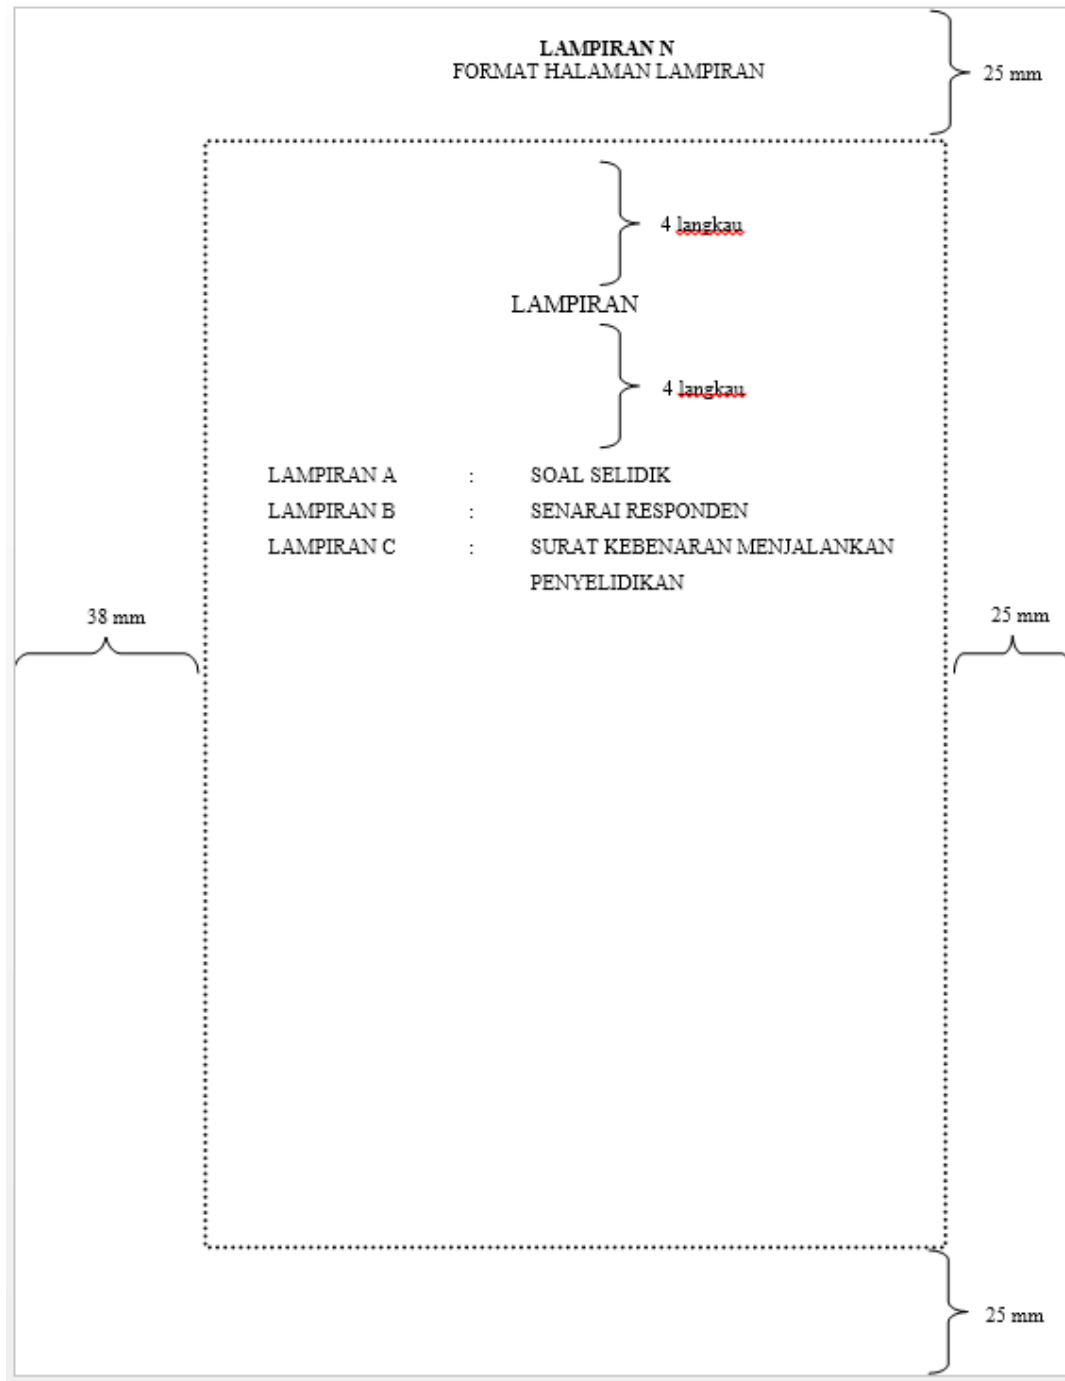 LAMPIRAN N
FORMAT HALAMAN LAMPIRAN
25 mm
4 langkau
LAMPIRAN
4 langkau
LAMPIRAN A : SOAL SELIDIK
LAMPIRAN B : SENARAI RESPONDEN
LAMPIRAN C : SURAT KEBENARAN MENJALANKAN
PENYELIDIKAN
38 mm
25 mm
25 mm